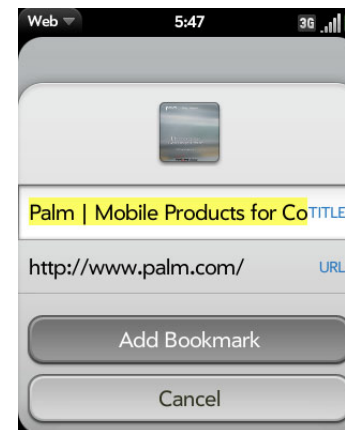 Web 5:47 3G
Palm | Mobile Products for Co TITLE
http://www.palm.com/ URL
Add Bookmark
Cancel